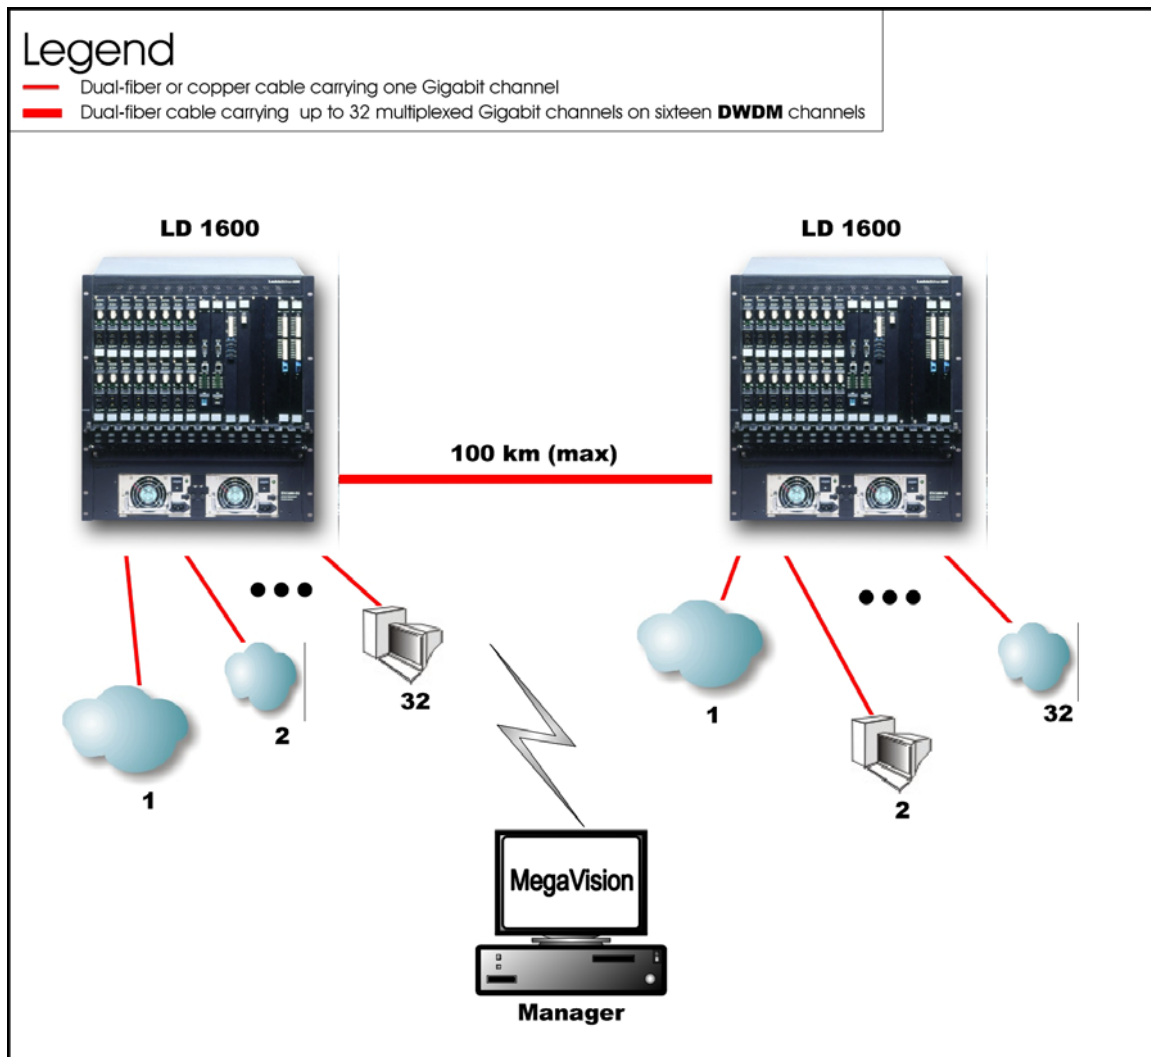 Legend
Dual-fiber or copper cable carrying one Gigabit channel
Dual-fiber cable carrying up to 32 multiplexed Gigabit channels on sixteen DWDM channels
LD 1600
LD 1600
100 km (max)
32
2
1
1
32
2
MegaVision
Manager